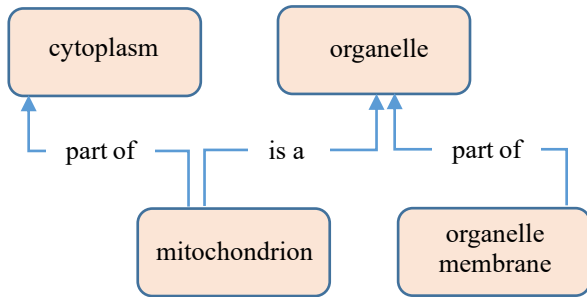 cytoplasm
organelle
part of
is a
part of
mitochondrion
organelle
membrane